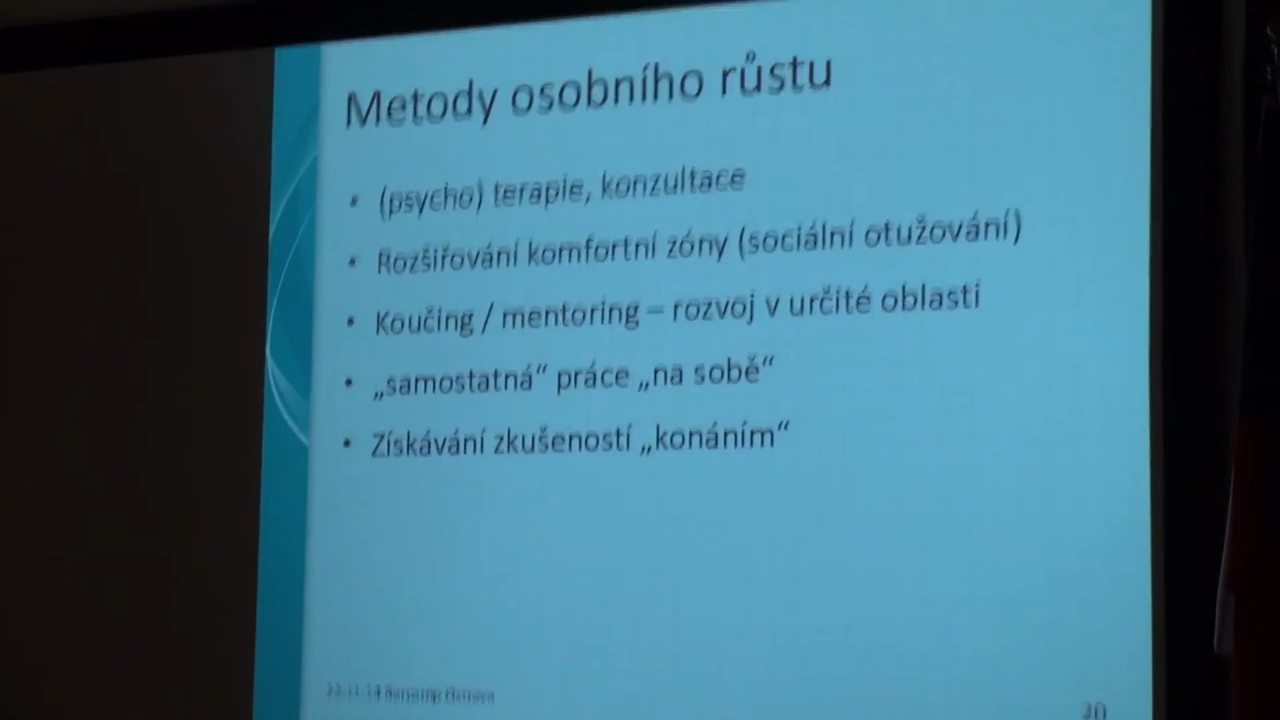 Metody osobního růstu
• (psycho) terapie, konzultace
• Rozšiřování komfortní zóny (sociální otužování)
• Koučing / mentoring – rozvoj v určité oblasti
• „samostatná“ práce „na sobě“
• Získávání zkušeností „konáním“